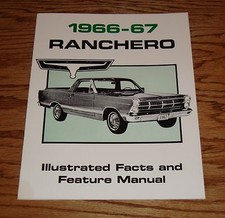 1966-67
RANCHERO
Illustrated Facts and
Feature Manual